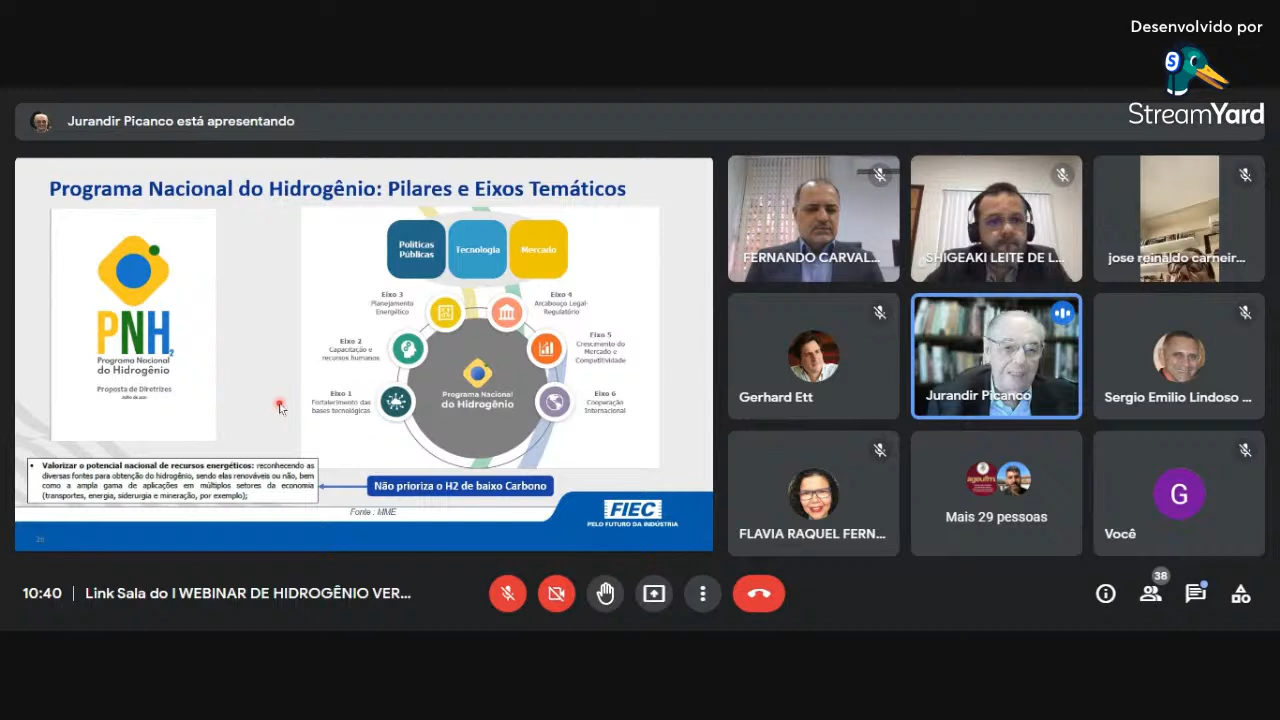 Desenvolvido por
S
StreamYard
Jurandir Picanco está apresentando
Programa Nacional do Hidrogênio: Pilares e Eixos Temáticos
PNH2
Programa Nacional
do Hidrogênio
Proposta de Diretrizes
Políticas
Públicas
Tecnologia
Mercado
Eixo 3
Planejamento
Energético
Eixo 4
Arcabouço Legal-
Regulatório
Eixo 2
Capacitação e
recursos humanos
Eixo 5
Crescimento do
Mercado e
Competitividade
Eixo 1
Fortalecimento das
bases tecnológicas
Eixo 6
Cooperação
Internacional
Programa Nacional
do Hidrogênio
• Valorizar o potencial nacional de recursos energéticos: reconhecendo as
diversas fontes para obtenção do hidrogênio, sendo elas renováveis ou não, bem
como a ampla gama de aplicações em múltiplos setores da economia
(transportes, energia, siderugia e mineração, por exemplo);
Não prioriza o H2 de baixo Carbono
Fonte : MME
FIEC
PELO FUTURO DA INDÚSTRIA
FERNANDO CARVAL...
SHIGEAKI LEITE DE L...
jose reinaldo carneir...
Gerhard Ett
Jurandir Picanco
Sergio Emilio Lindoso ...
FLAVIA RAQUEL FERN...
Mais 29 pessoas
G
Você
10:40
Link Sala do I WEBINAR DE HIDROGÊNIO VER...
38